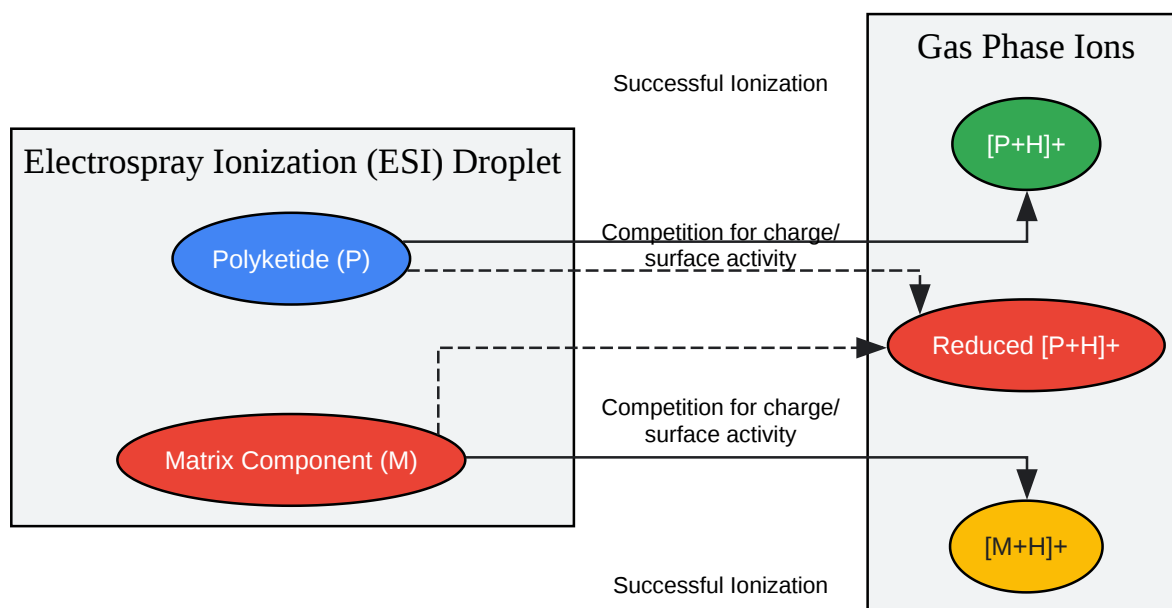 Gas Phase Ions
Successful Ionization
[P+H]+
Electrospray Ionization (ESI) Droplet
Polyketide (P)
Competition for charge/
surface activity
Reduced [P+H]+
Competition for charge/
surface activity
Matrix Component (M)
[M+H]+
Successful Ionization